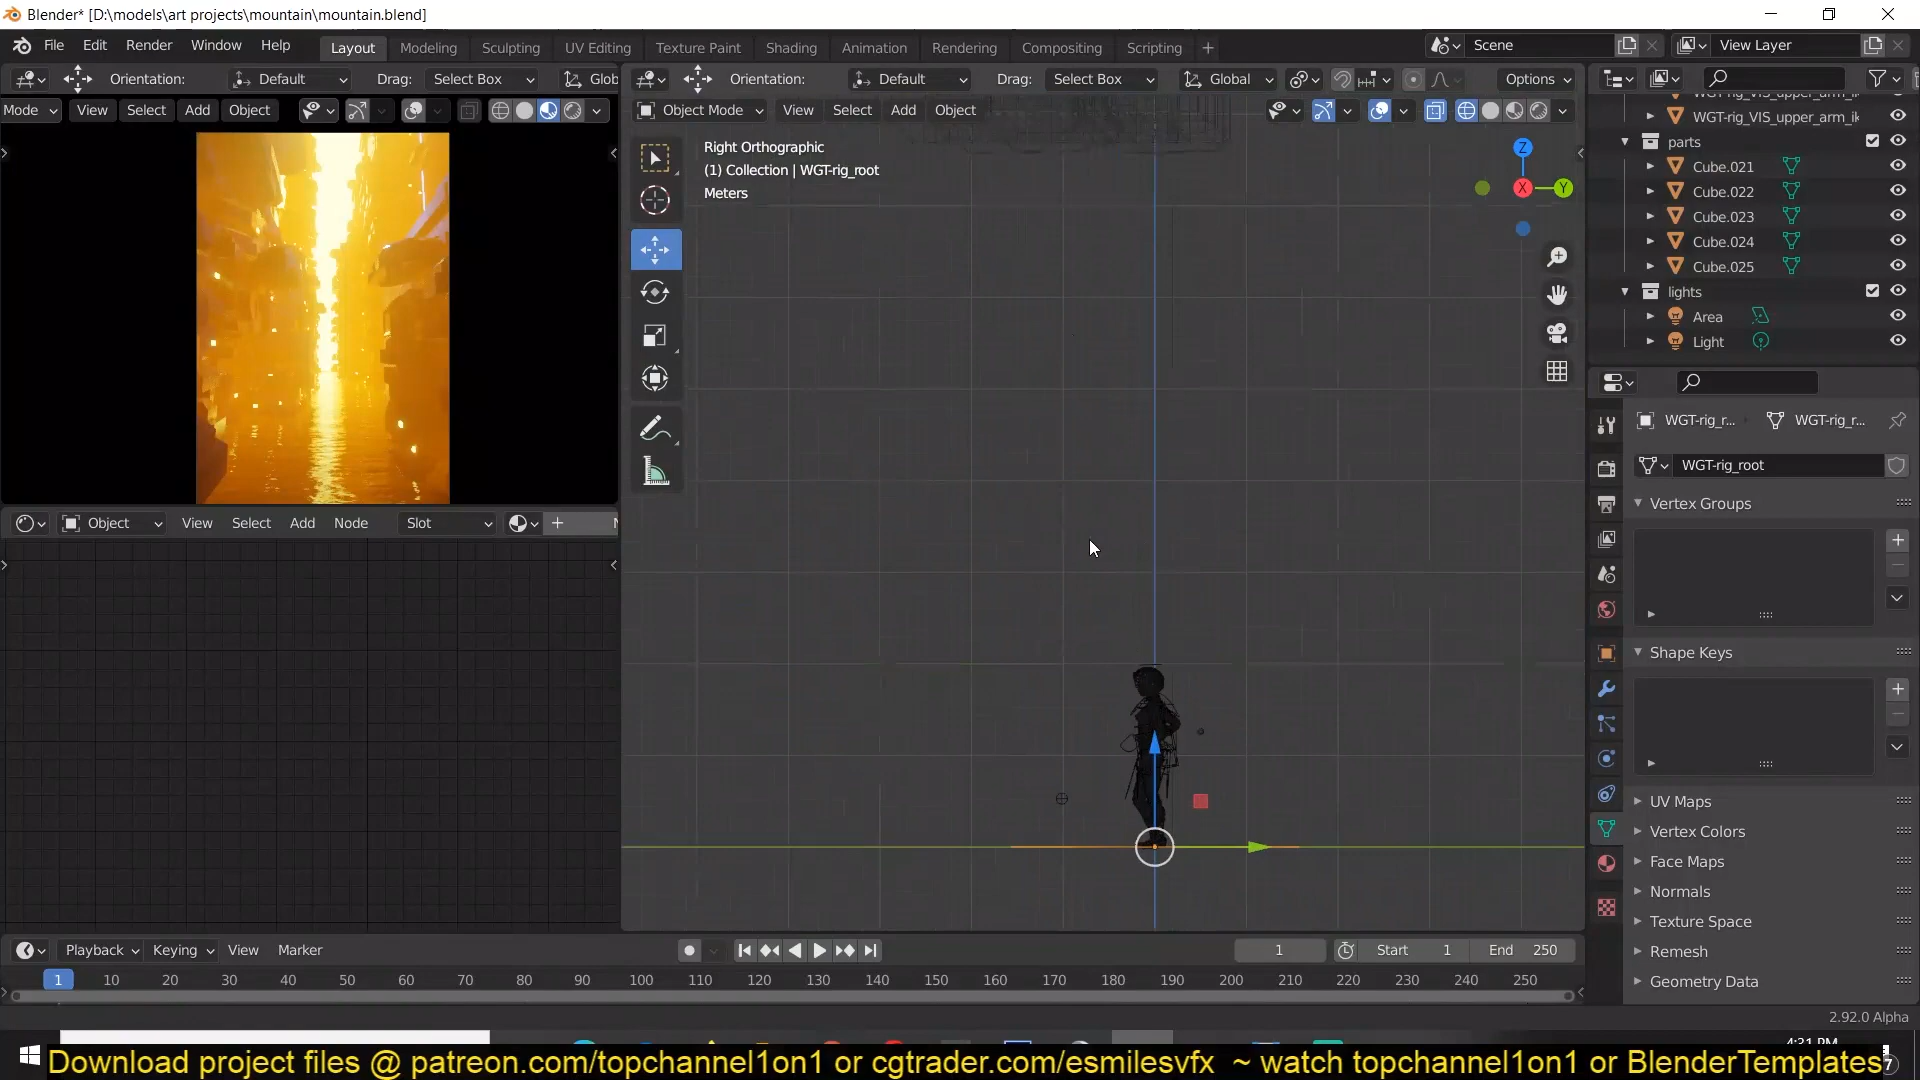 Blender* [D:\models\art projects\mountain\mountain.blend]
File Edit Render Window Help Layout Modeling Sculpting UV Editing Texture Paint Shading Animation Rendering Compositing Scripting + Scene View Layer
Orientation: Default Drag: Select Box Glob
Orientation: Default Drag: Select Box Global Options
Mode View Select Add Object
Object Mode View Select Add Object
Right Orthographic
(1) Collection | WGT-rig_root
Meters
Z
X
Y
WGT-rig_VIS_upper_arm_ik
WGT-rig_VIS_upper_arm_ik
parts
Cube.021
Cube.022
Cube.023
Cube.024
Cube.025
lights
Area
Light
WGT-rig_r... WGT-rig_r...
WGT-rig_root
Vertex Groups
Shape Keys
UV Maps
Vertex Colors
Face Maps
Normals
Texture Space
Remesh
Geometry Data
Object View Select Add Node Slot
Playback Keying View Marker 1 Start 1 End 250
1 10 20 30 40 50 60 70 80 90 100 110 120 130 140 150 160 170 180 190 200 210 220 230 240 250
2.92.0 Alpha
4:31 PM
Download project files @ patreon.com/topchannel1on1 or cgtrader.com/esmilesvfx ~ watch topchannel1on1 or BlenderTemplates